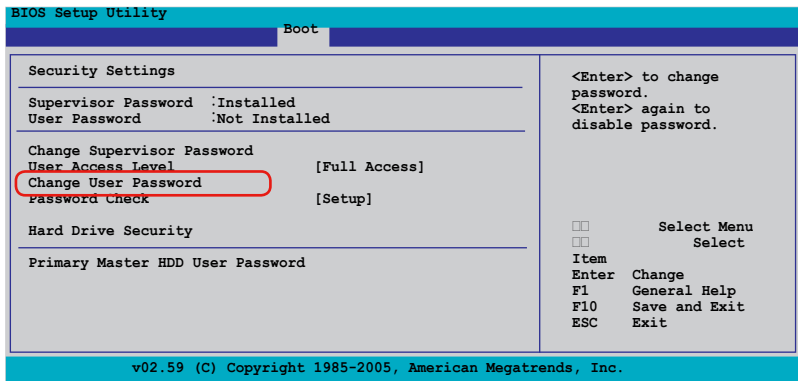 BIOS Setup Utility
Boot
Security Settings
Supervisor Password :Installed
User Password :Not Installed
Change Supervisor Password
User Access Level [Full Access]
Change User Password
Password Check [Setup]
Hard Drive Security
Primary Master HDD User Password
<Enter> to change
password.
<Enter> again to
disable password.
□□ Select Menu
□□ Select
Item
Enter Change
F1 General Help
F10 Save and Exit
ESC Exit
v02.59 (C) Copyright 1985-2005, American Megatrends, Inc.